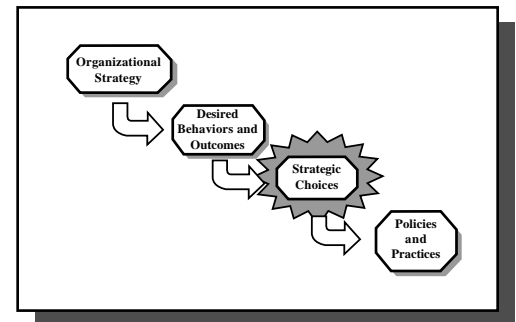 Organizational
Strategy
Desired
Behaviors and
Outcomes
Strategic
Choices
Policies
and
Practices